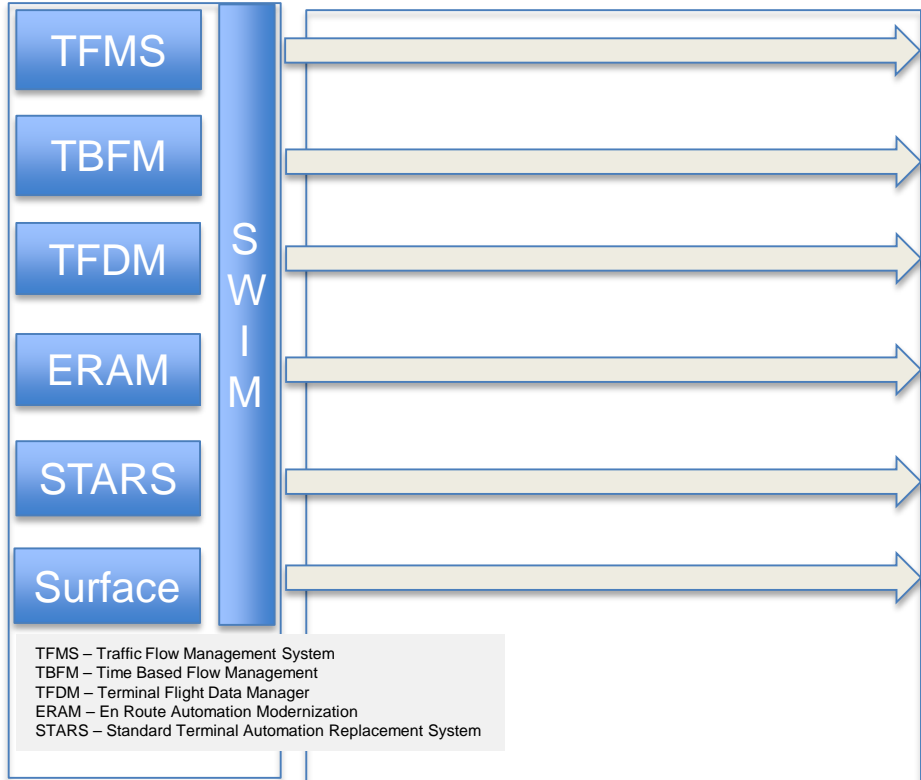 TFMS
TBFM
TFDM
ERAM
STARS
Surface
S
W
I
M
TFMS – Traffic Flow Management System
TBFM – Time Based Flow Management
TFDM – Terminal Flight Data Manager
ERAM – En Route Automation Modernization
STARS – Standard Terminal Automation Replacement System